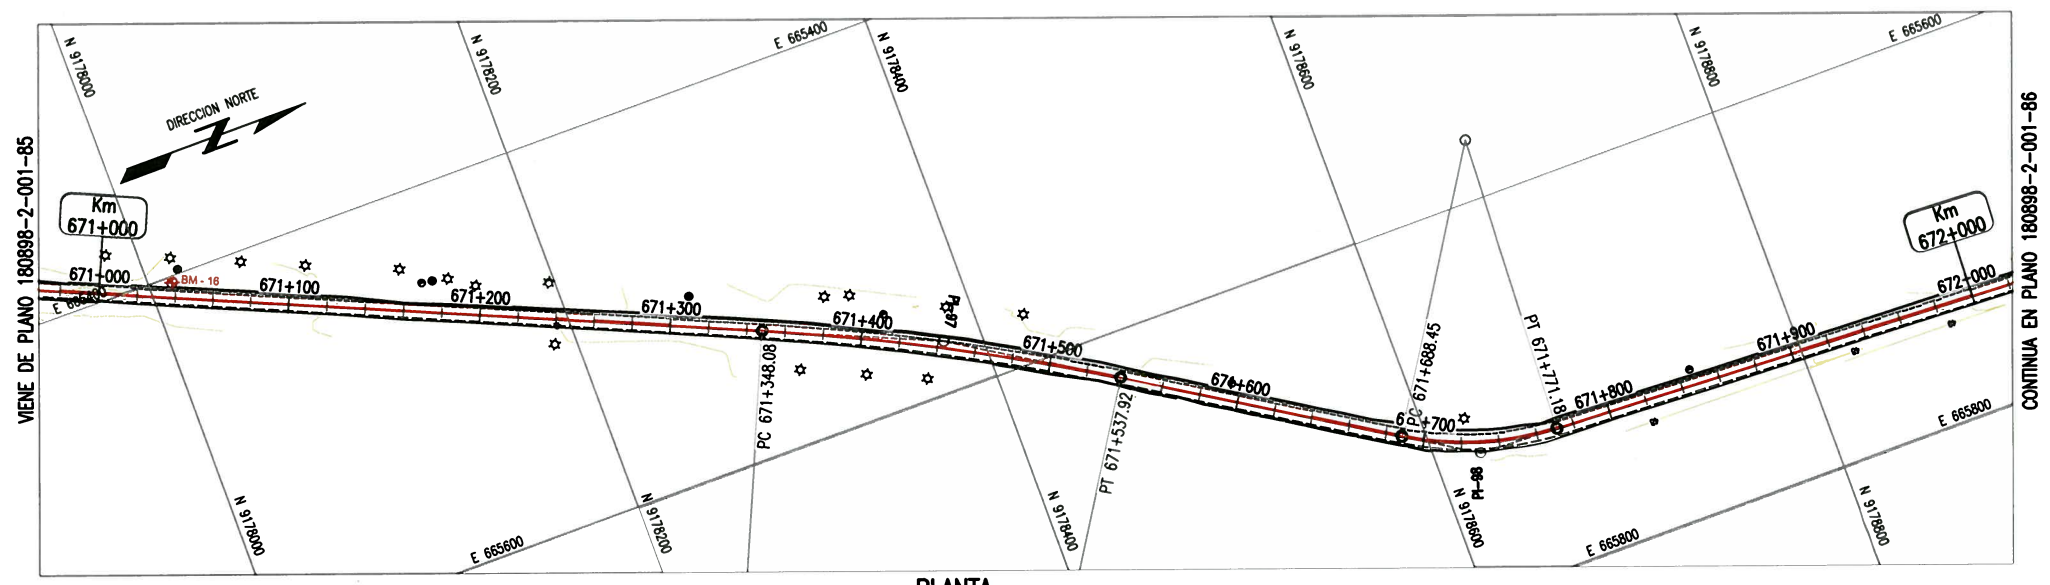 N 9178000
N 9178200
E 665400
N 9178400
N 9178600
N 9178800
E 665600
DIRECCION NORTE
N
VIENE DE PLANO 180898-2-001-85
CONTINUA EN PLANO 180898-2-001-86
Km
671+000
Km
672+000
671+000
BM - 16
671+100
671+200
671+300
671+400
PI-97
671+500
671+600
+700
671+800
671+900
672+000
E 665400
PC 671+348.08
PT 671+537.92
PC 671+688.45
PT 671+771.18
PI-98
N 9178000
E 665600
N 9178200
N 9178400
N 9178600
E 665800
N 9178800
E 665800
PLANTA